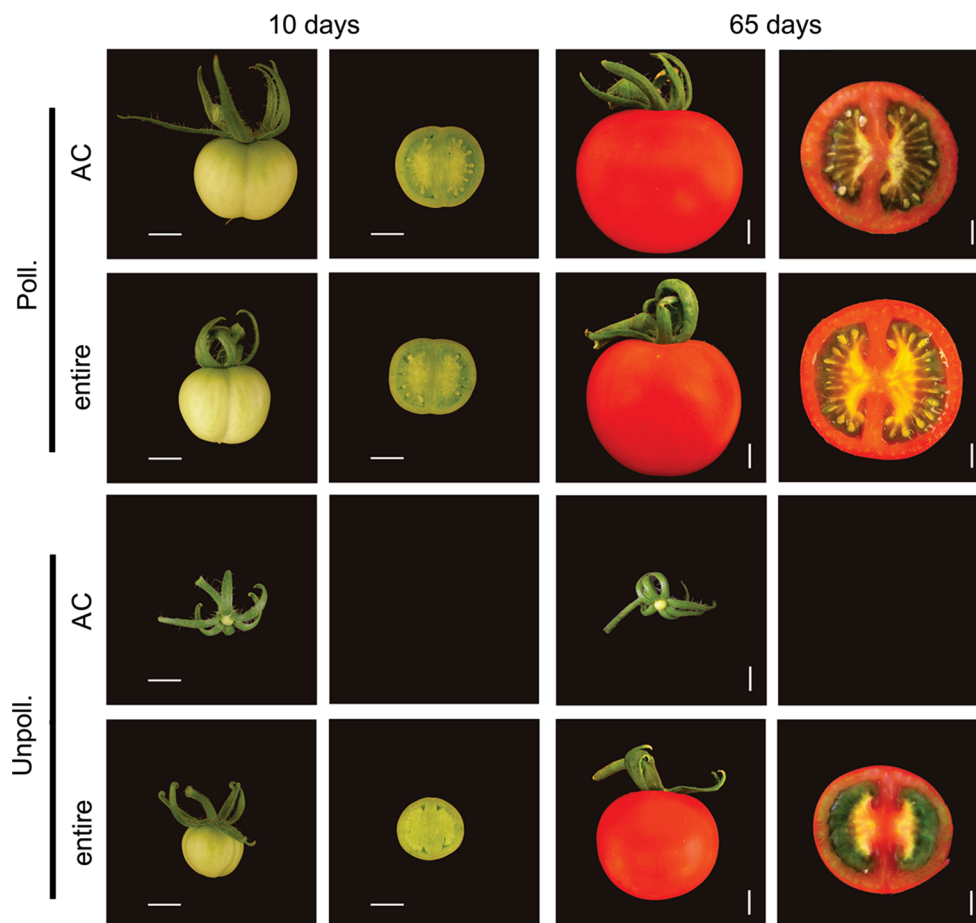 10 days
65 days
Poll.
AC
entire
Unpoll.
AC
entire